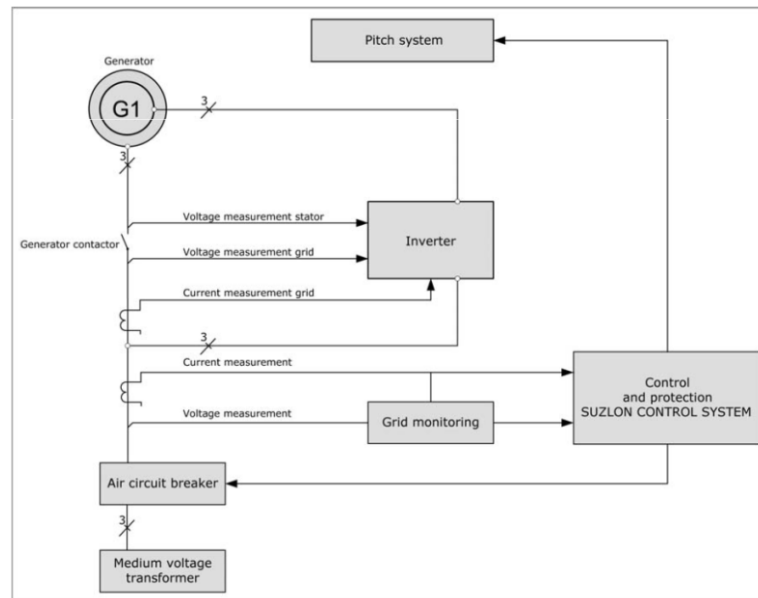 Pitch system
Generator
G1
3
3
Voltage measurement stator
Generator contactor
Inverter
Voltage measurement grid
Current measurement grid
3
Current measurement
Control
and protection
SUZLON CONTROL SYSTEM
Voltage measurement
Grid monitoring
Air circuit breaker
3
Medium voltage
transformer